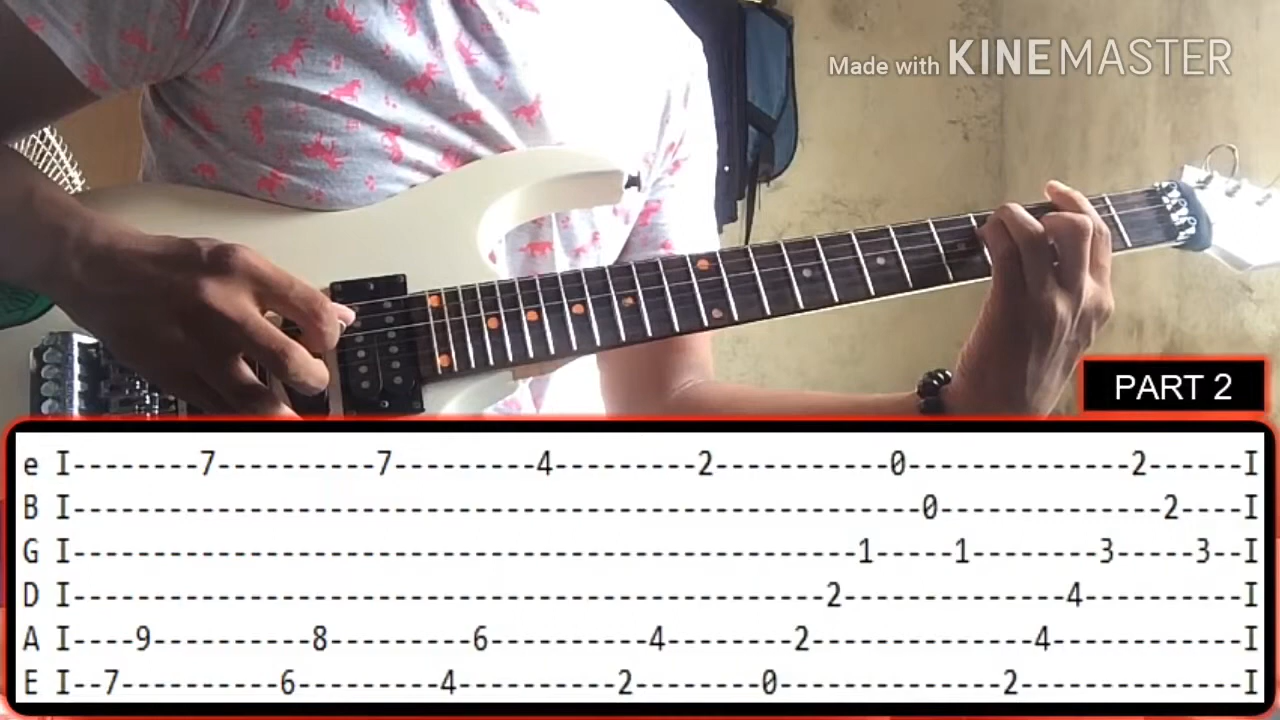 Made with KINEMASTER
PART 2
e I--------7----------7---------4---------2-----------0--------------2------I
B I-----------------------------------------------------0--------------2----I
G I-------------------------------------------------1-----1--------3-----3--I
D I-----------------------------------------------2--------------4----------I
A I----9----------8---------6----------4--------2--------------4------------I
E I--7----------6---------4----------2--------0--------------2--------------I